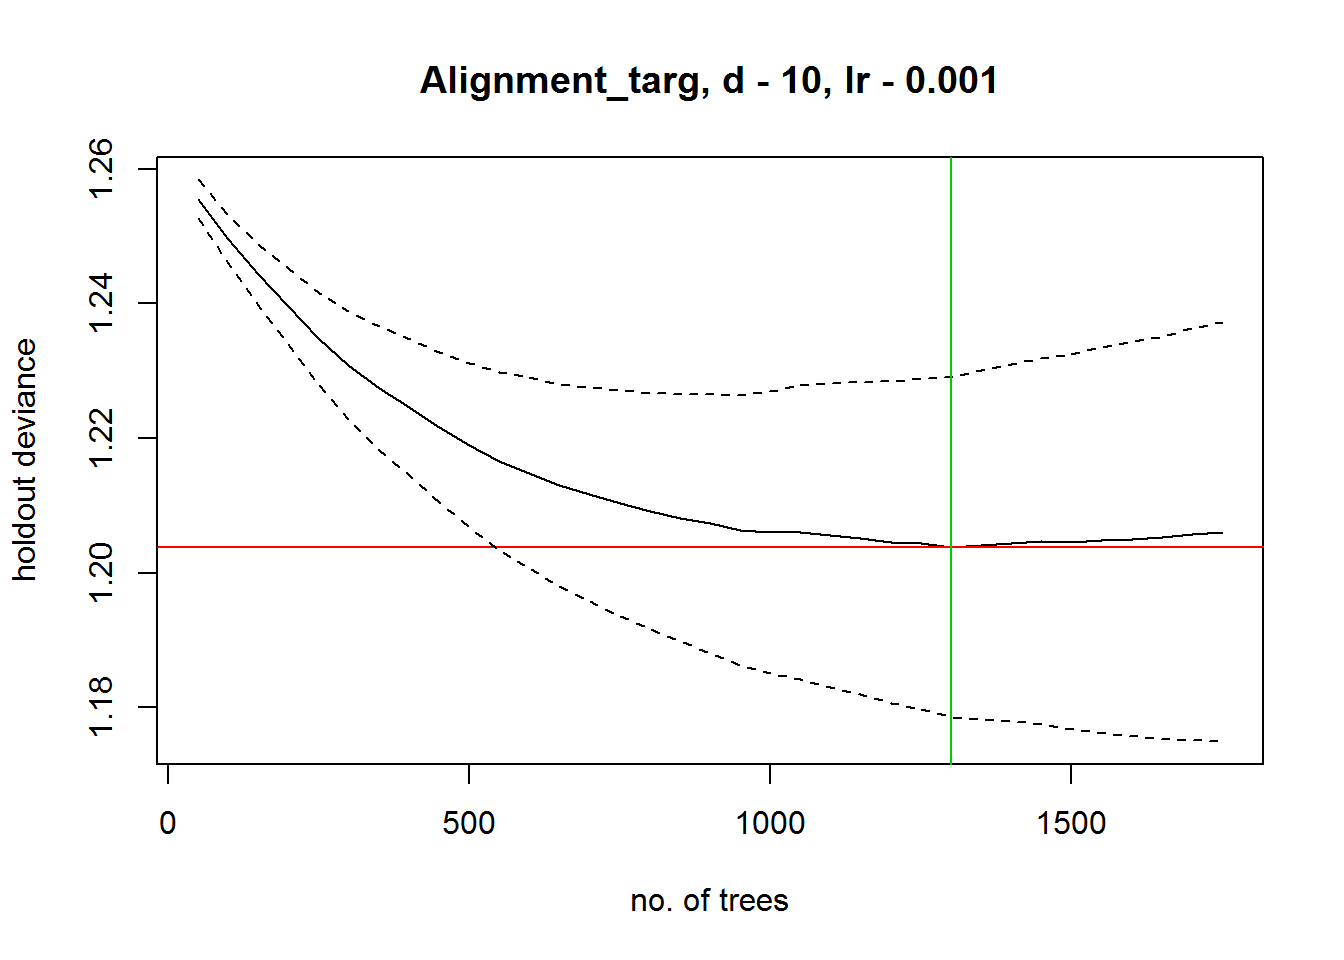 Alignment_targ, d - 10, lr - 0.001
holdout deviance
1.26
1.24
1.22
1.20
1.18
0 500 1000 1500
no. of trees